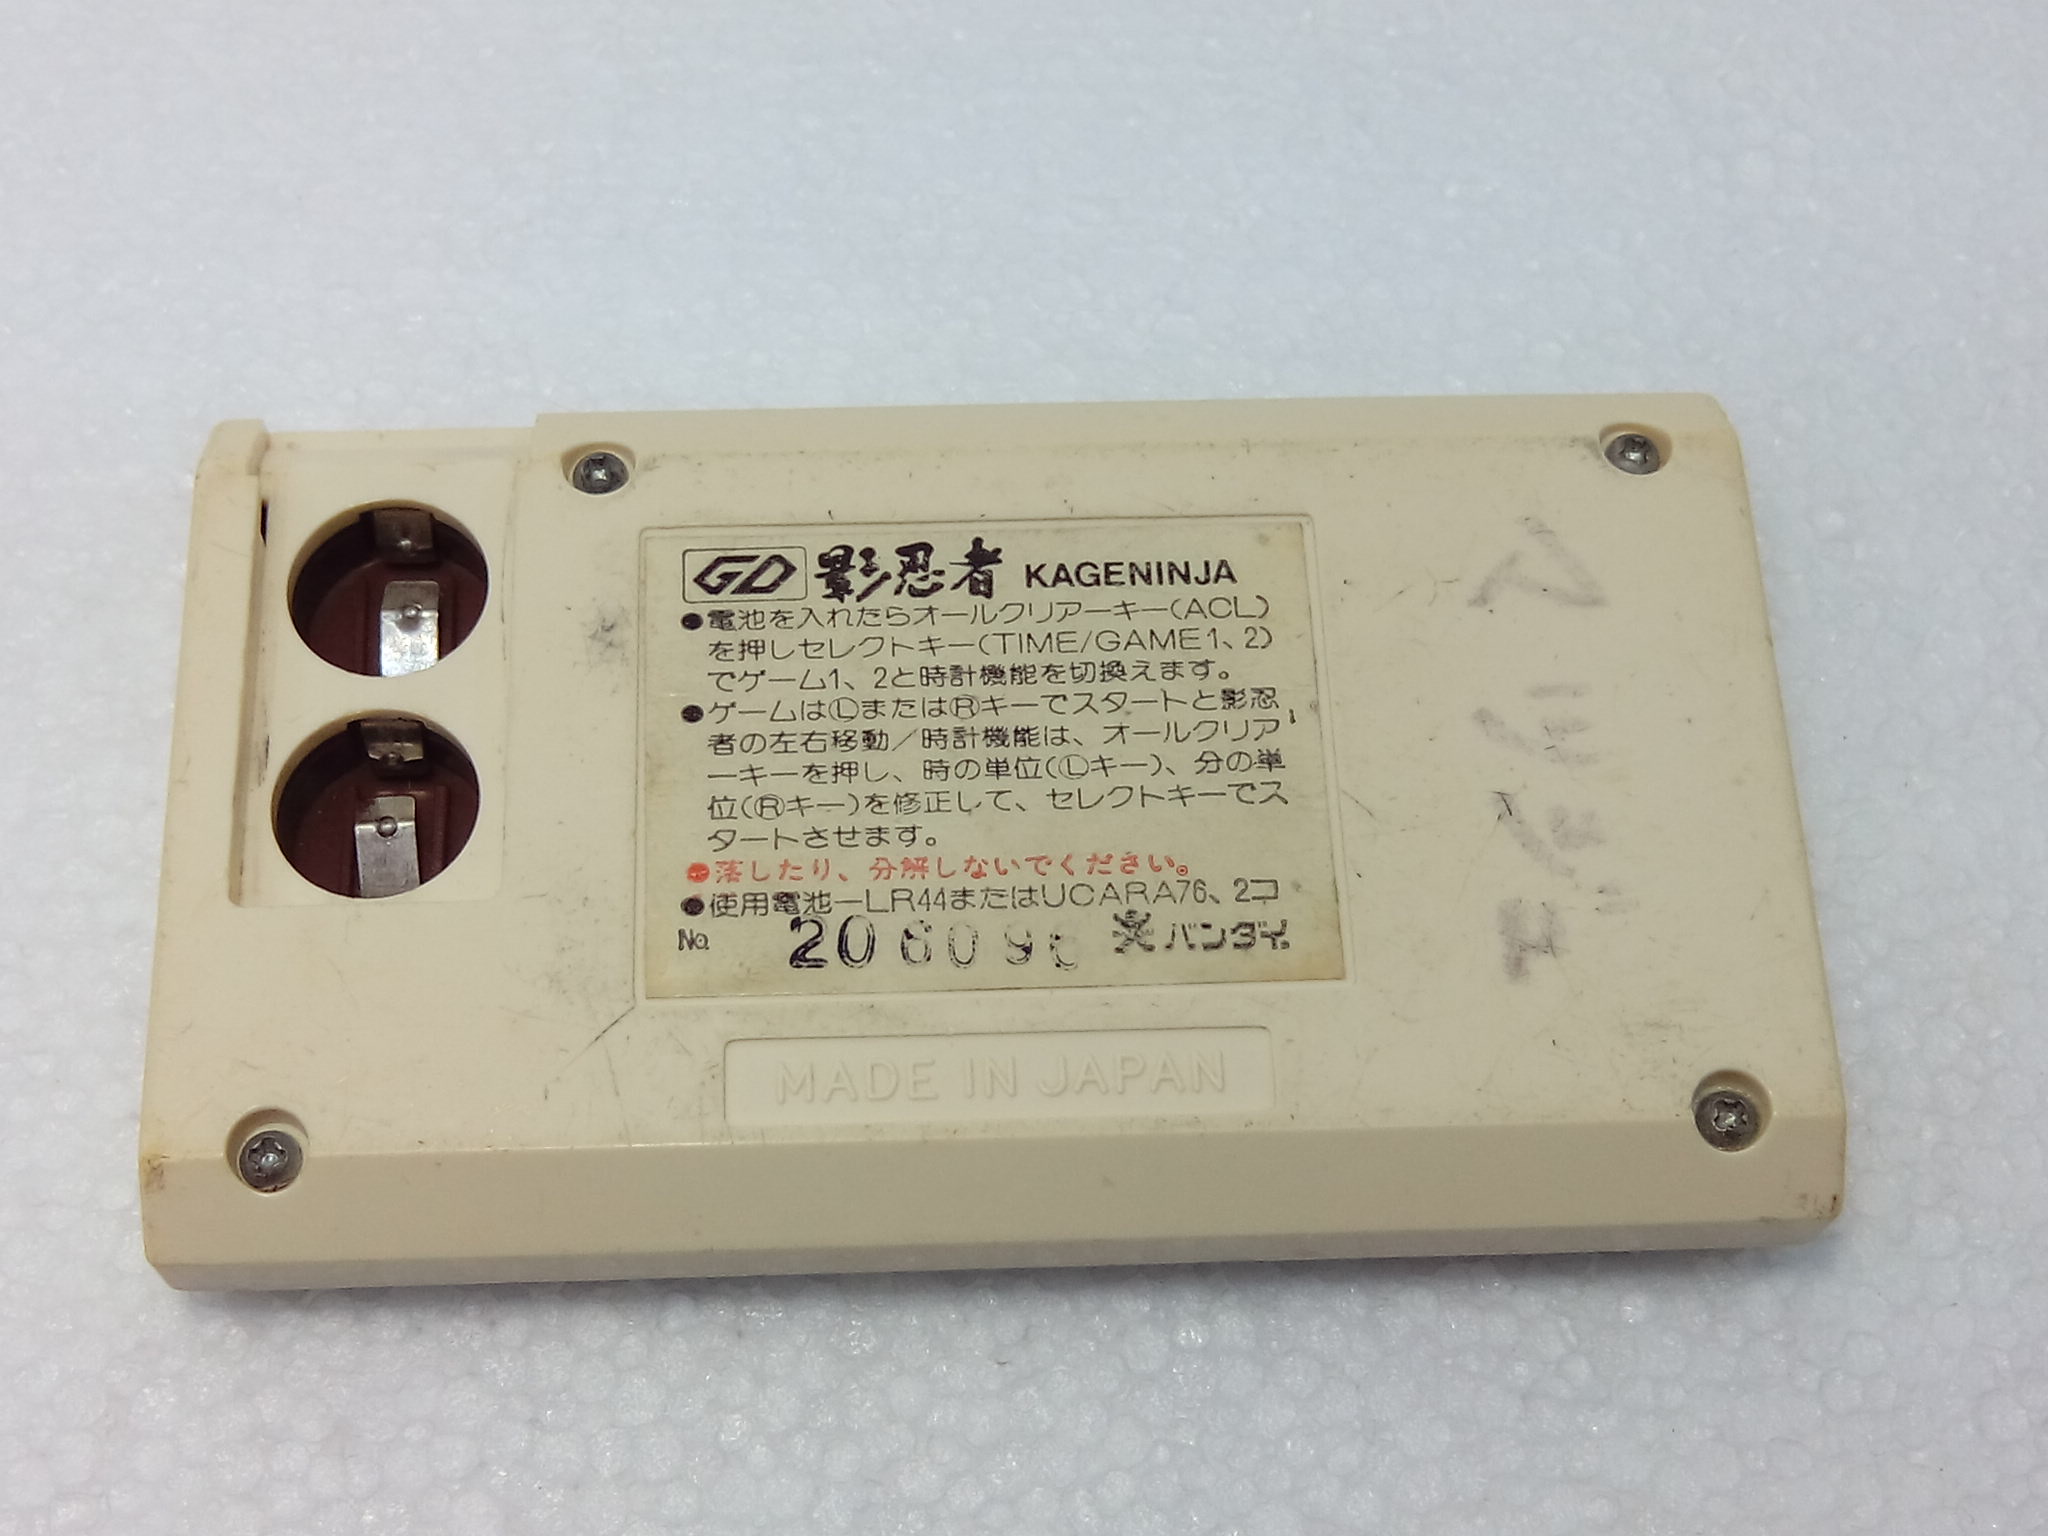 GD 影忍者 KAGENINJA
●電池を入れたらオールクリアーキー(ACL)
を押しセレクトキー(TIME/GAME1、2)
でゲーム1、2と時計機能を切換えます。
●ゲームはⓁまたはⓇキーでスタートと影忍
者の左右移動/時計機能は、オールクリア
ーキーを押し、時の単位(Ⓛキー)、分の単
位(Ⓡキー)を修正して、セレクトキーでス
タートさせます。
●落したり、分解しないでください。
●使用電池—LR44またはUCARA76、2コ
No. バンダイ
MADE IN JAPAN